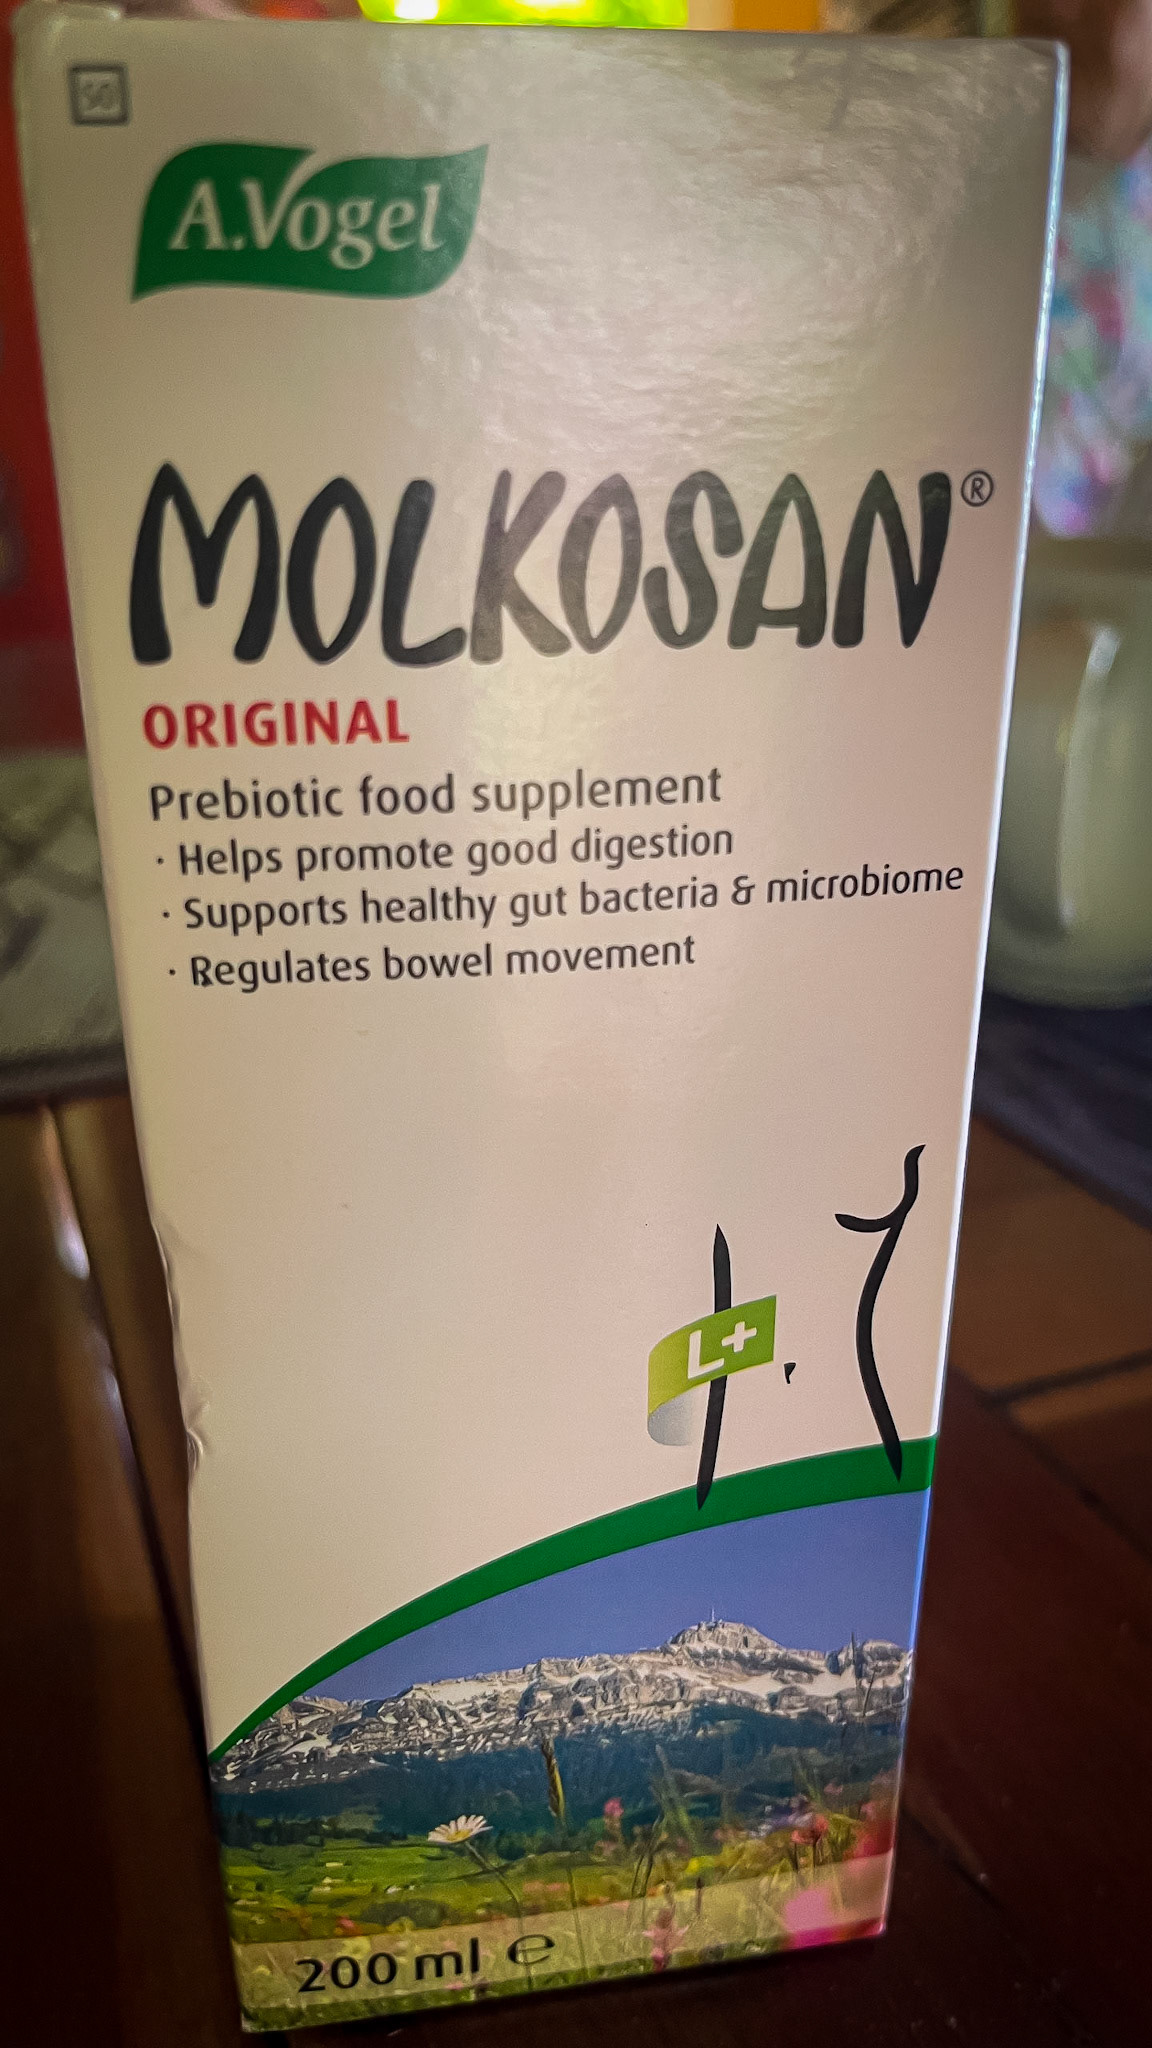 S0
A.Vogel
MOLKOSAN®
ORIGINAL
Prebiotic food supplement
· Helps promote good digestion
· Supports healthy gut bacteria & microbiome
· Regulates bowel movement
L+
200 ml ℮